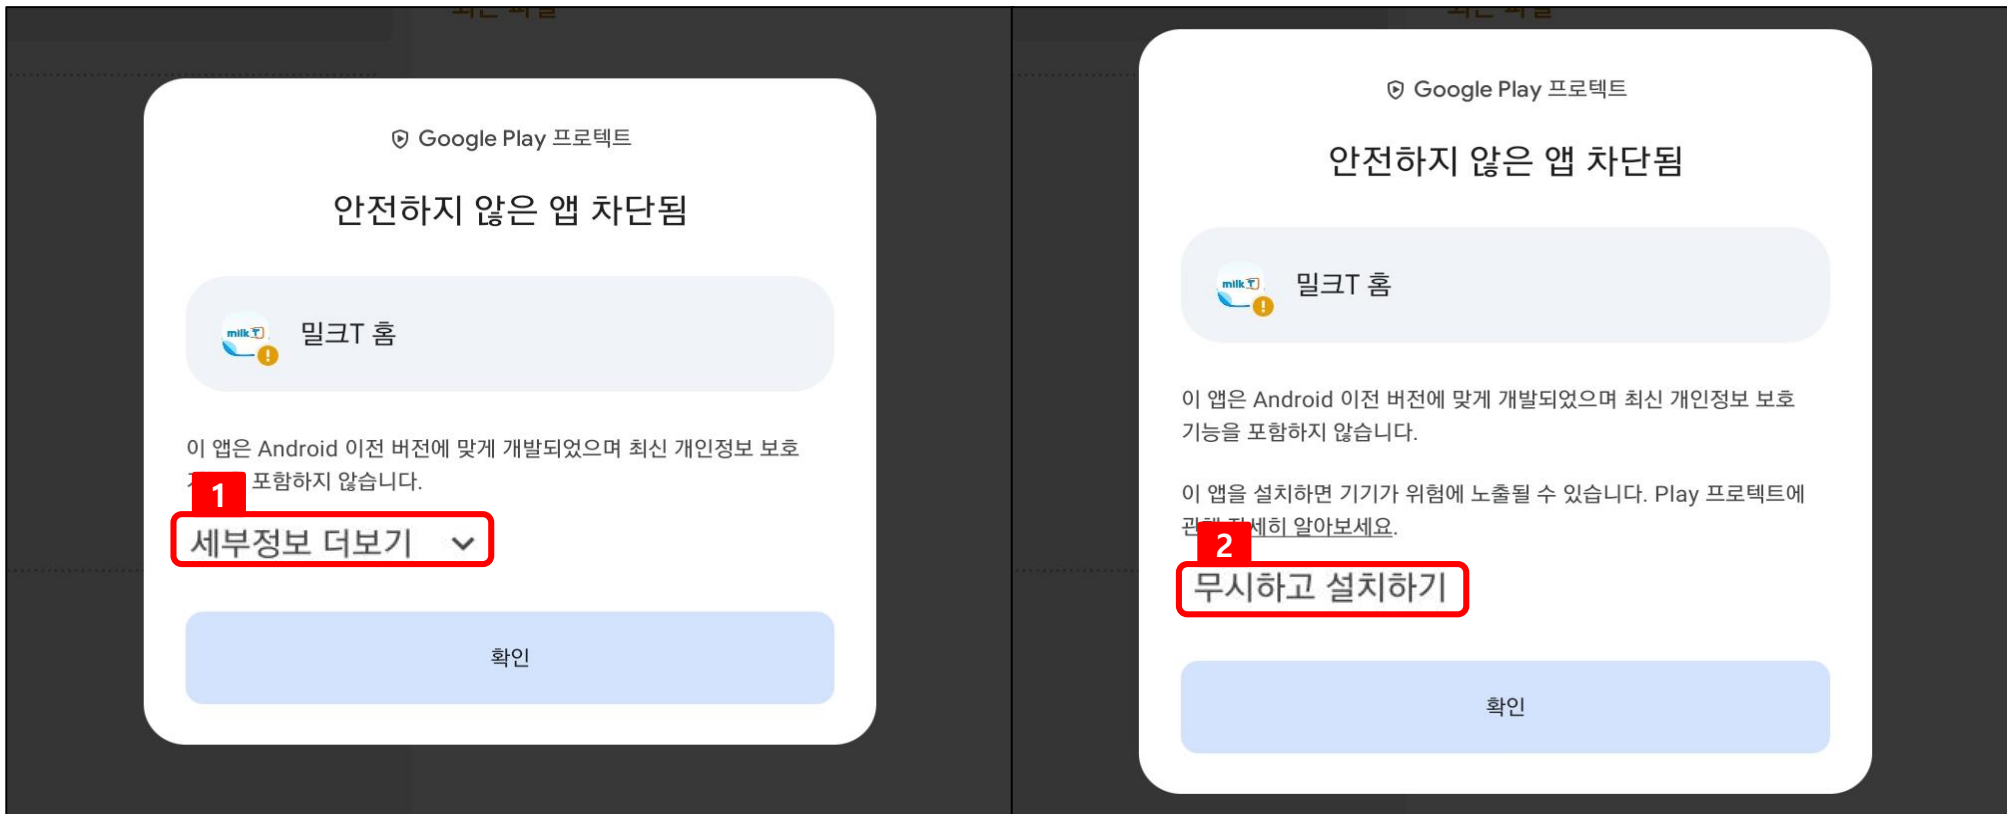 Google Play 프로텍트
안전하지 않은 앱 차단됨
milk T
밀크T 홈
이 앱은 Android 이전 버전에 맞게 개발되었으며 최신 개인정보 보호
포함하지 않습니다.
1
세부정보 더보기
확인
Google Play 프로텍트
안전하지 않은 앱 차단됨
milk T
밀크T 홈
이 앱은 Android 이전 버전에 맞게 개발되었으며 최신 개인정보 보호
기능을 포함하지 않습니다.
이 앱을 설치하면 기기가 위험에 노출될 수 있습니다. Play 프로텍트에
알아보세요.
2
무시하고 설치하기
확인